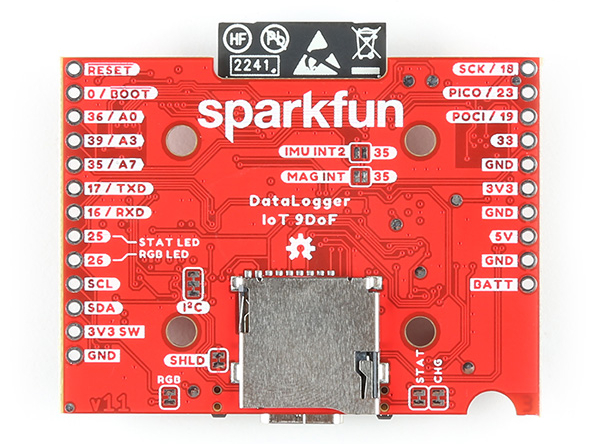 HF
Pb
2241.
RESET
0 / BOOT
36 / A0
39 / A3
35 / A7
17 / TXD
16 / RXD
25
STAT LED
26
RGB LED
SCL
SDA
3V3 SW
GND
sparkfun
IMU INT2 35
MAG INT 35
DataLogger
IoT 9DoF
I²C
SHLD
RGB
STAT
CHG
v11
SCK / 18
PICO / 23
POCI / 19
33
GND
3V3
GND
5V
GND
BATT